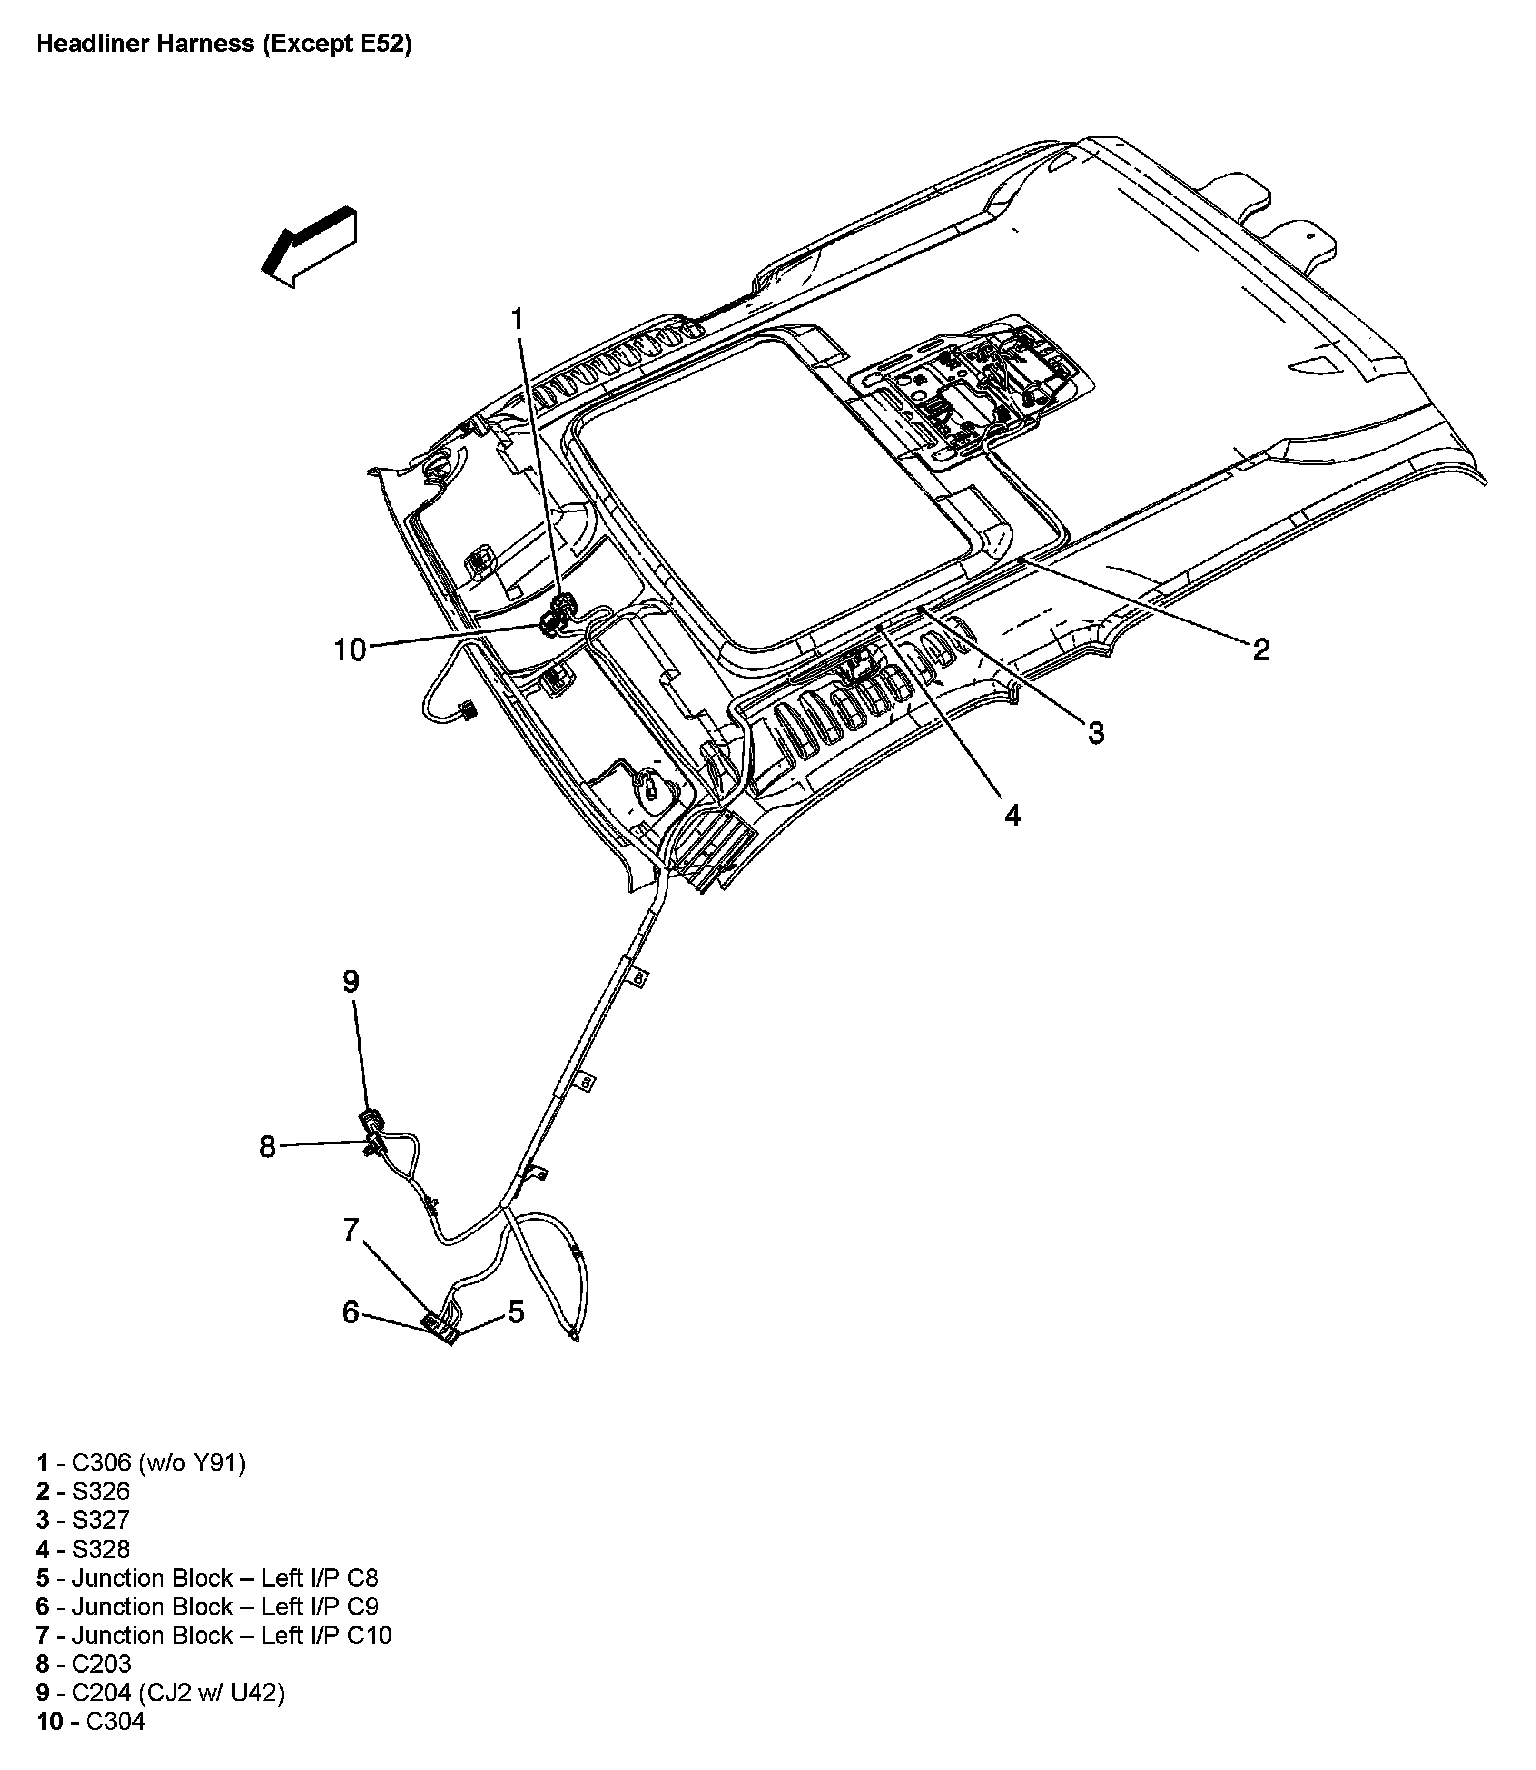 Headliner Harness (Except E52)
1
10
2
3
4
9
8
7
6
5
1 - C306 (w/o Y91)
2 - S326
3 - S327
4 - S328
5 - Junction Block – Left I/P C8
6 - Junction Block – Left I/P C9
7 - Junction Block – Left I/P C10
8 - C203
9 - C204 (CJ2 w/ U42)
10 - C304